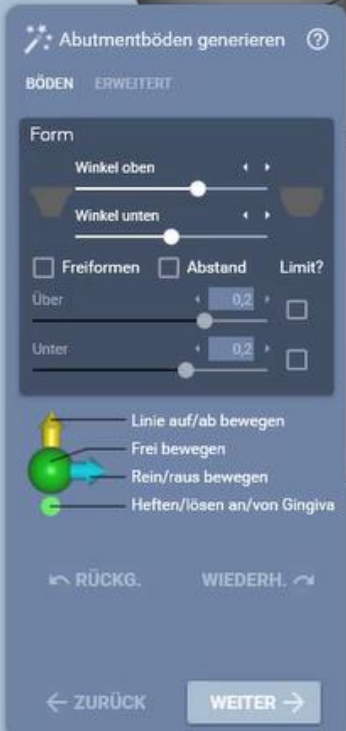 Abutmentböden generieren ?
BÖDEN ERWEITERT
Form
Winkel oben
Winkel unten
Freiformen Abstand Limit?
Über 0,2
Unter 0,2
Linie auf/ab bewegen
Frei bewegen
Rein/raus bewegen
Heften/lösen an/von Gingiva
RÜCKG. WIEDERH.
ZURÜCK WEITER